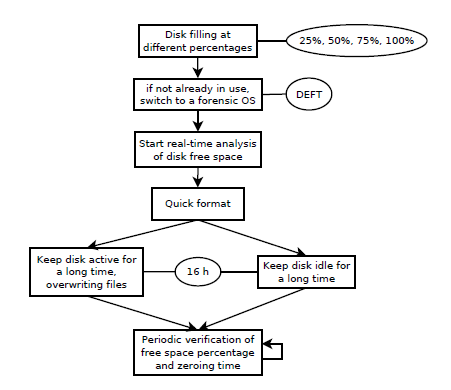 Disk filling at
different percentages
25%, 50%, 75%, 100%
if not already in use,
switch to a forensic OS
DEFT
Start real-time analysis
of disk free space
Quick format
Keep disk active for
a long time,
overwriting files
16 h
Keep disk idle for
a long time
Periodic verification of
free space percentage
and zeroing time